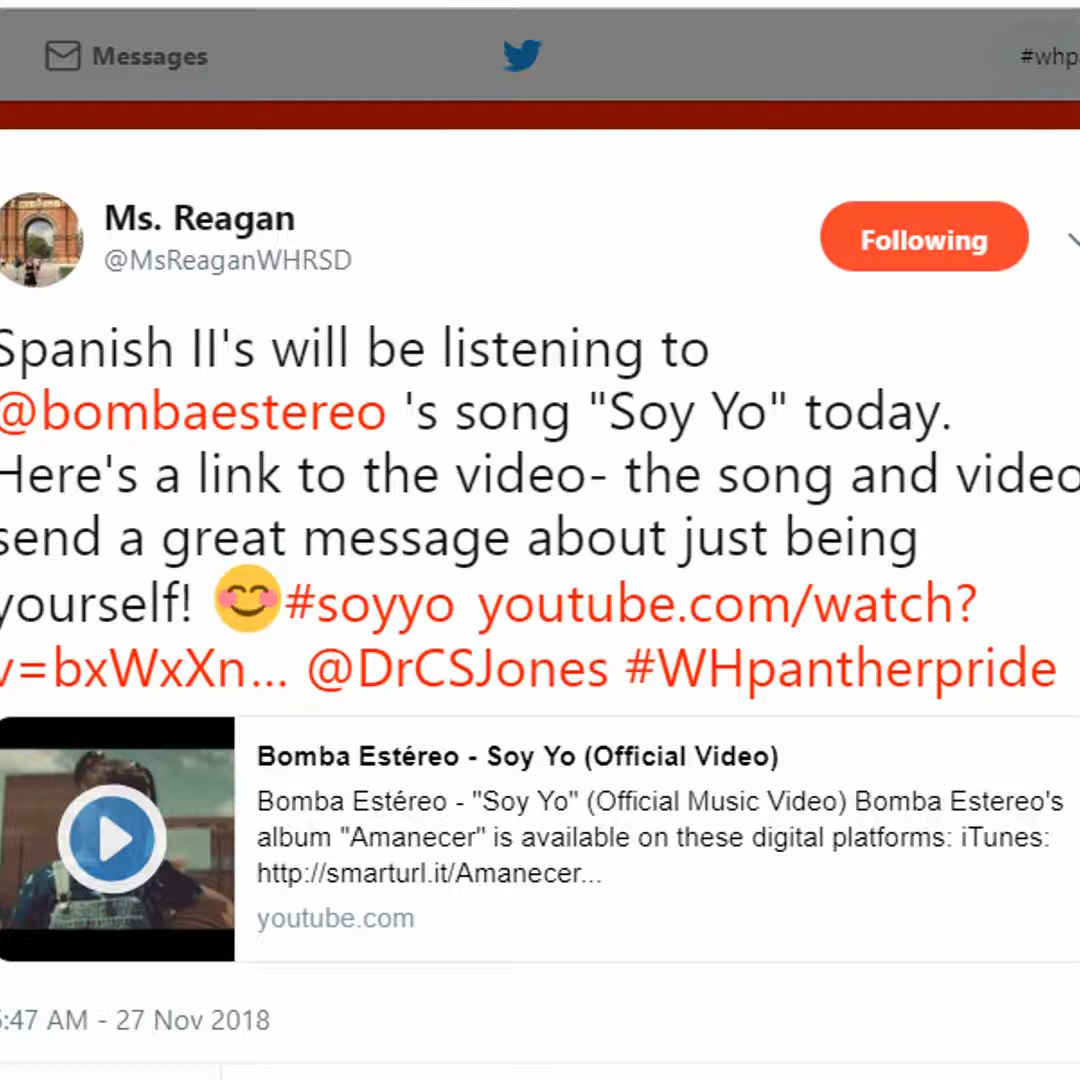 Messages
#whp
Ms. Reagan
@MsReaganWHRSD
Following
Spanish II's will be listening to
@bombaestereo 's song "Soy Yo" today.
Here's a link to the video- the song and video
send a great message about just being
yourself! 😊#soyyo youtube.com/watch?
v=bxWxXn... @DrCSJones #WHpantherpride
Bomba Estéreo - Soy Yo (Official Video)
Bomba Estéreo - "Soy Yo" (Official Music Video) Bomba Estereo's
album "Amanecer" is available on these digital platforms: iTunes:
http://smarturl.it/Amanecer...
youtube.com
:47 AM - 27 Nov 2018